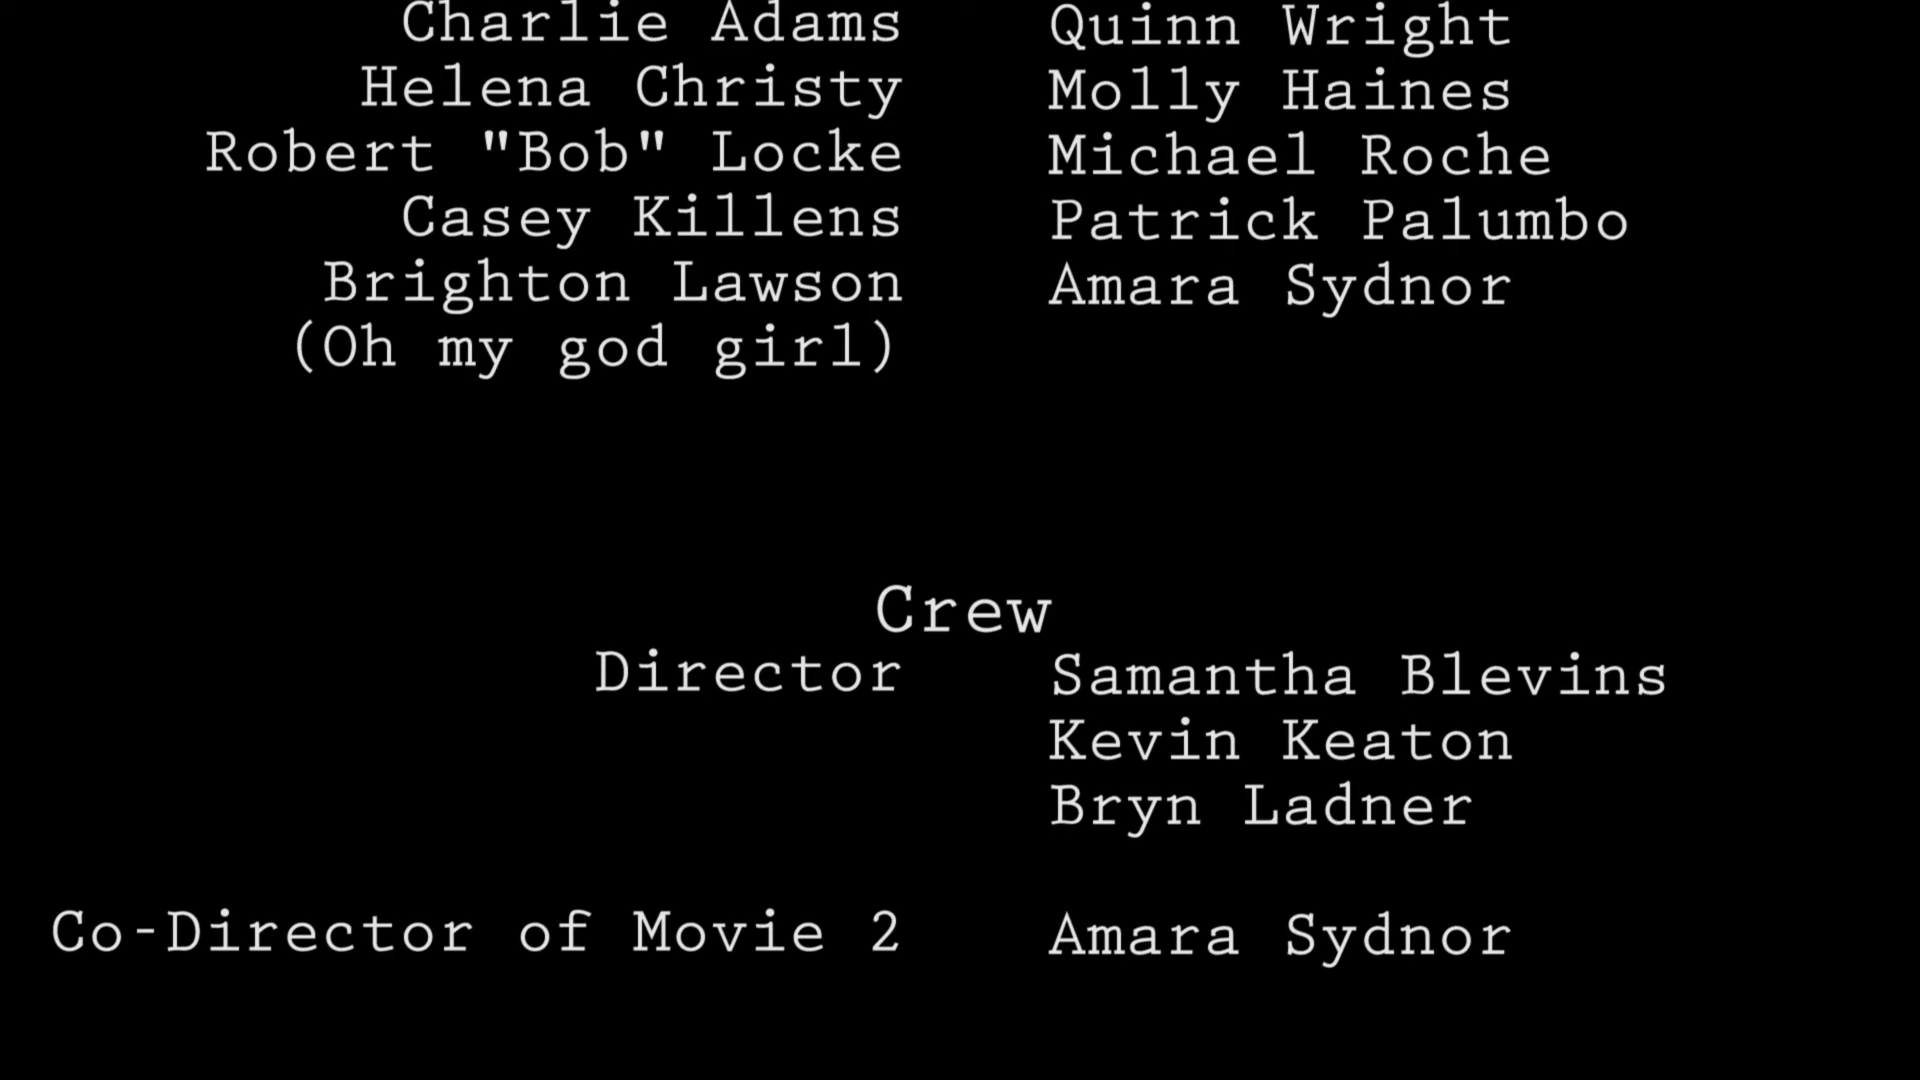 Charlie Adams Quinn Wright
Helena Christy Molly Haines
Robert "Bob" Locke Michael Roche
Casey Killens Patrick Palumbo
Brighton Lawson Amara Sydnor
(Oh my god girl)
Crew
Director Samantha Blevins
Kevin Keaton
Bryn Ladner
Co-Director of Movie 2 Amara Sydnor